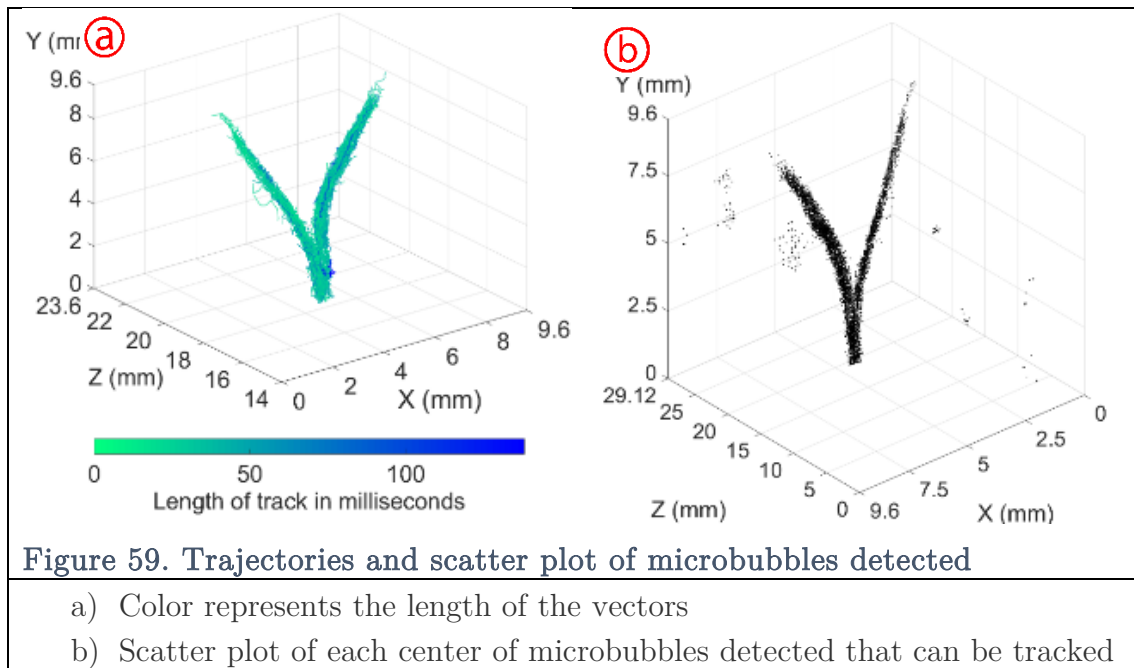 a
Y (mr
9.6
8
6
4
2
0
23.6
22
20
18
16
14
Z (mm)
0
2
4
6
8
9.6
X (mm)
0 50 100
Length of track in milliseconds
b
Y (mm)
9.6
7.5
5
2.5
0
29.12
25
20
15
10
5
0
Z (mm)
9.6
7.5
5
2.5
0
X (mm)
Figure 59. Trajectories and scatter plot of microbubbles detected
a) Color represents the length of the vectors
b) Scatter plot of each center of microbubbles detected that can be tracked